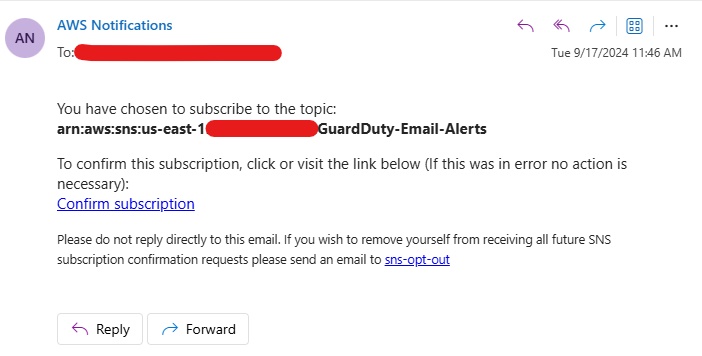 AN
AWS Notifications
To:
Tue 9/17/2024 11:46 AM
You have chosen to subscribe to the topic:
arn:aws:sns:us-east-1 GuardDuty-Email-Alerts
To confirm this subscription, click or visit the link below (If this was in error no action is
necessary):
Confirm subscription
Please do not reply directly to this email. If you wish to remove yourself from receiving all future SNS
subscription confirmation requests please send an email to sns-opt-out
Reply
Forward